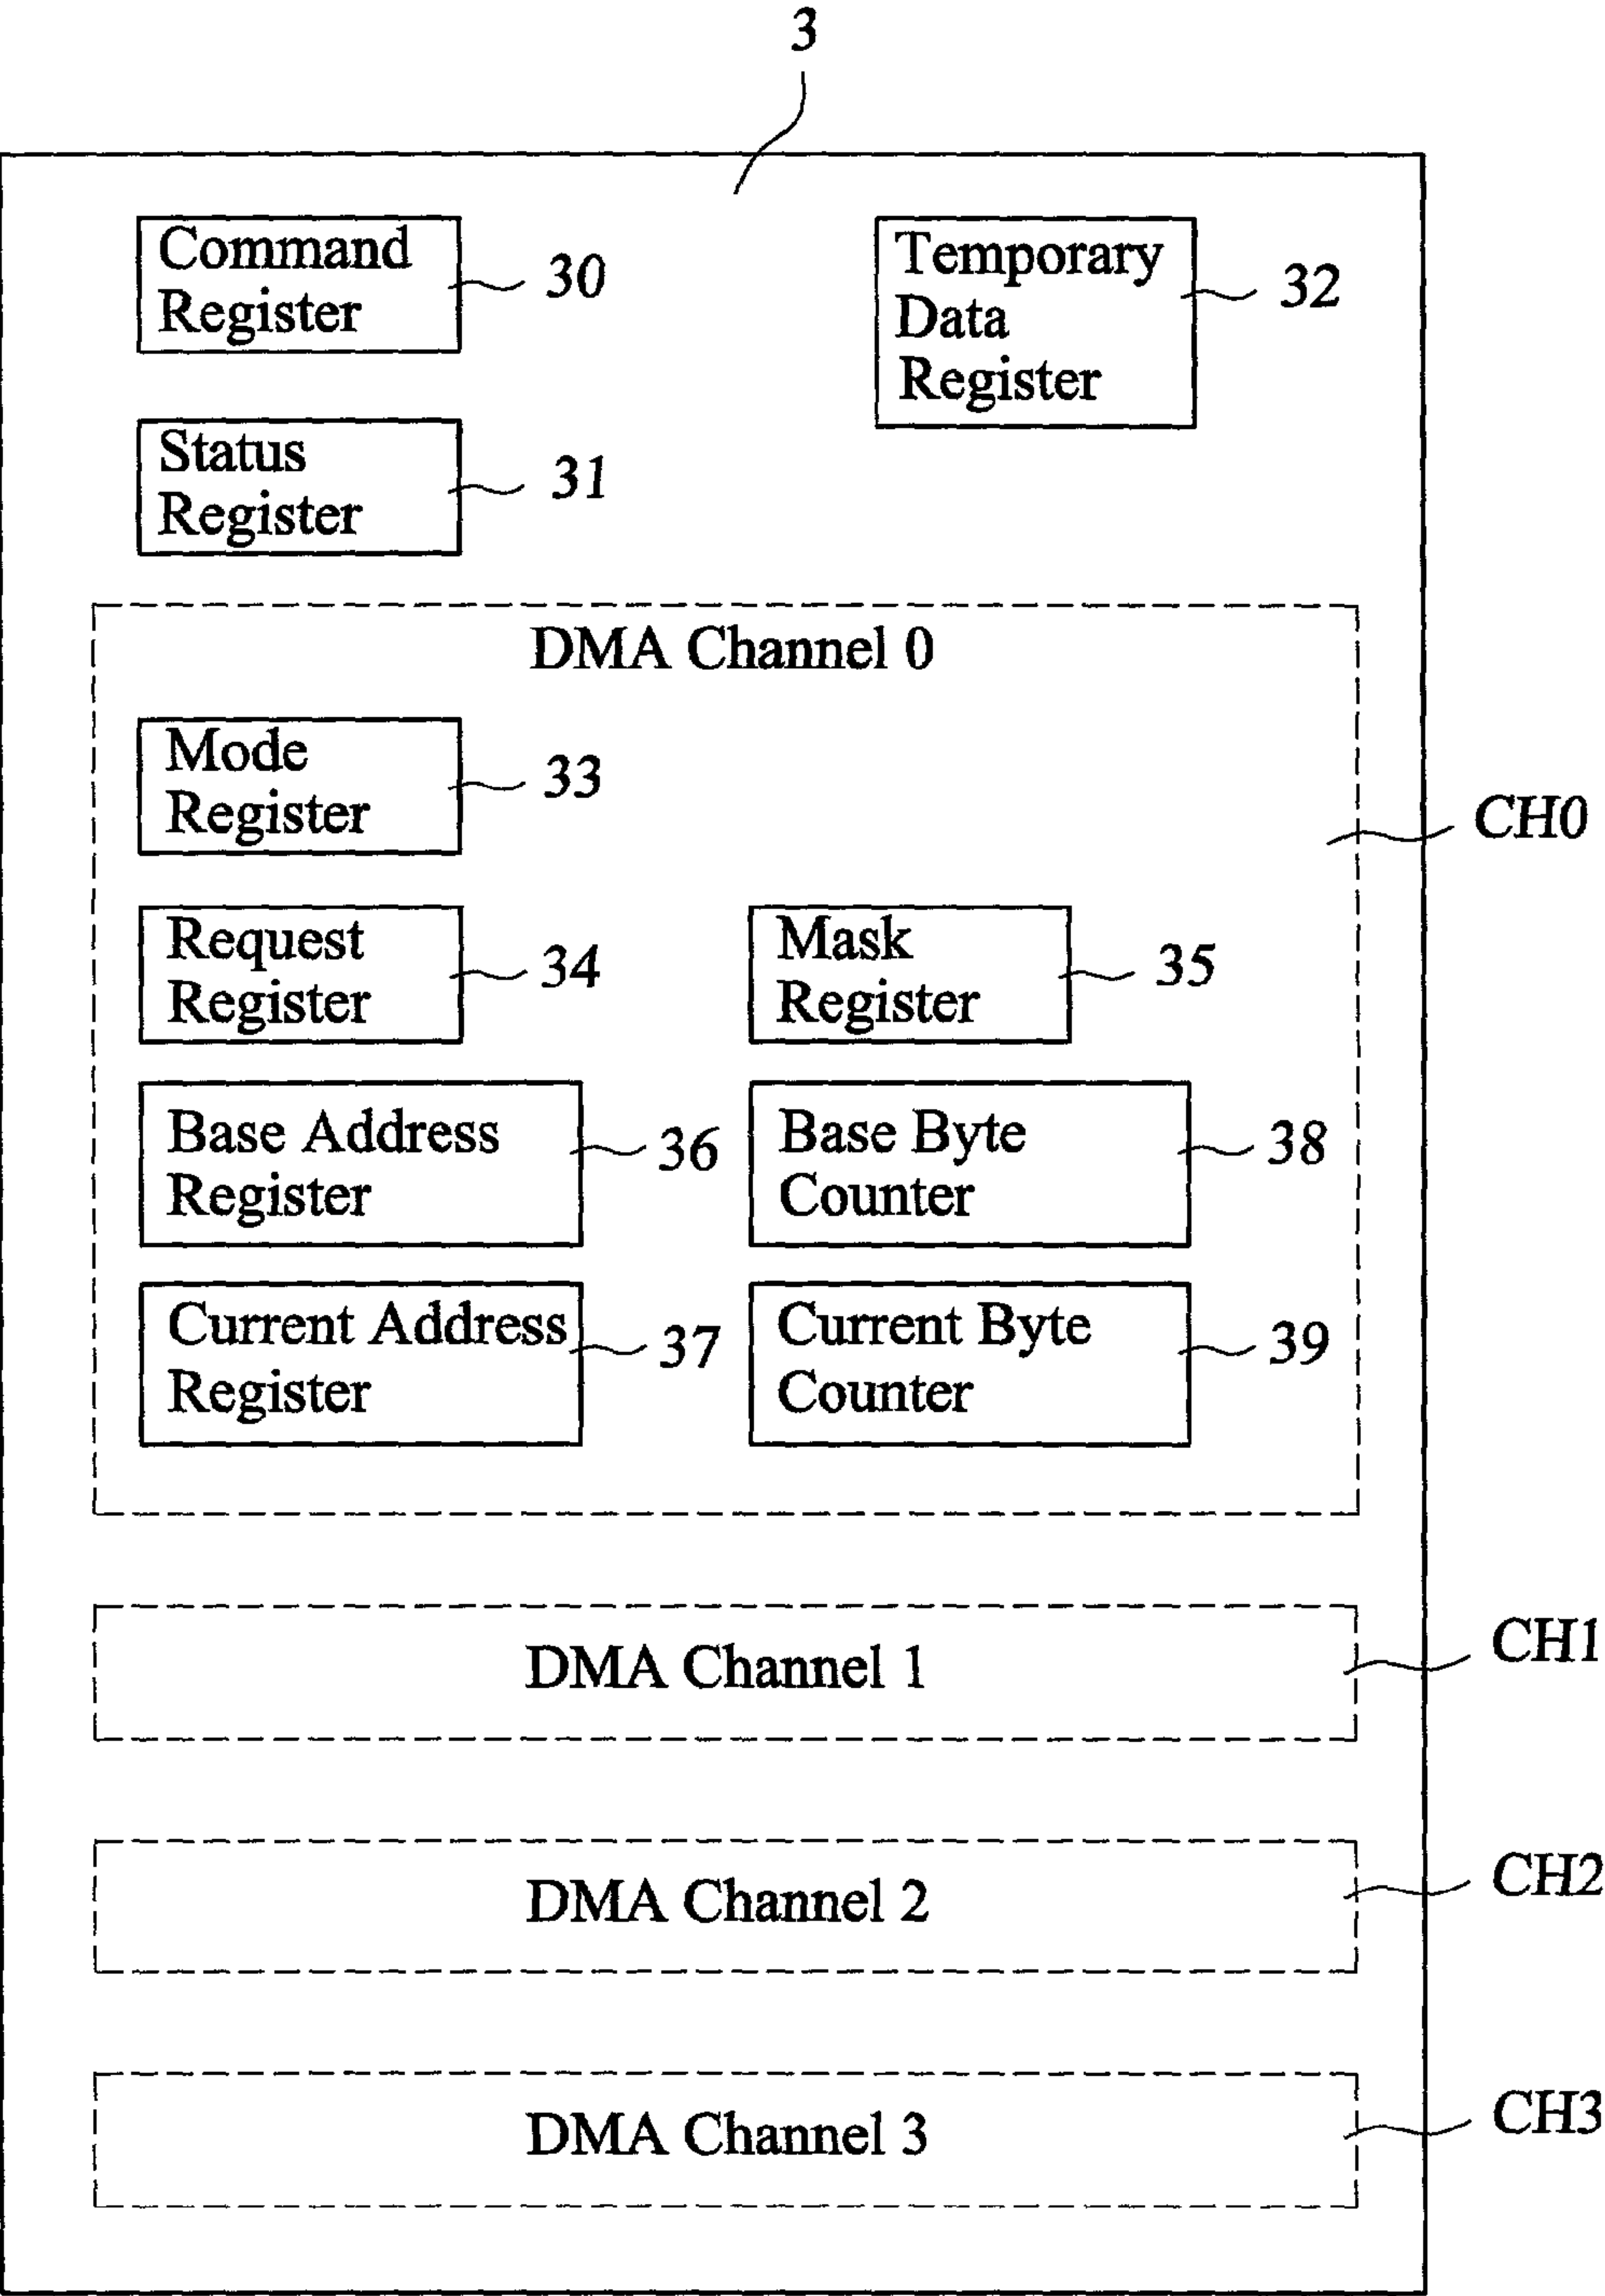 3
Command
Register
30
Temporary
Data
Register
32
Status
Register
31
DMA Channel 0
Mode
Register
33
CH0
Request
Register
34
Mask
Register
35
Base Address
Register
36
Base Byte
Counter
38
Current Address
Register
37
Current Byte
Counter
39
DMA Channel 1
CH1
DMA Channel 2
CH2
DMA Channel 3
CH3